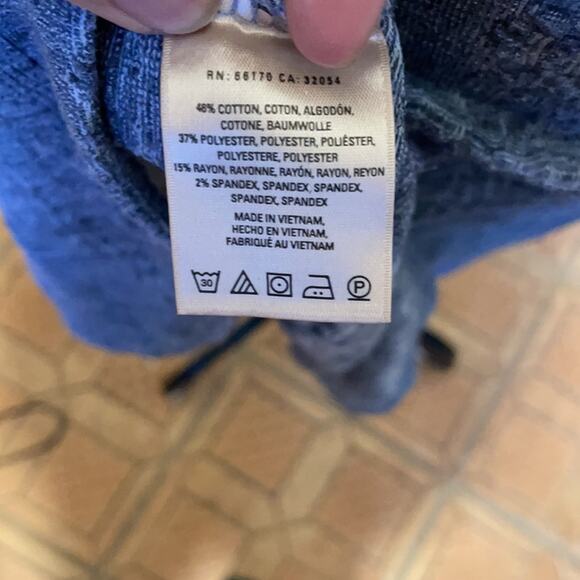 RN: 66170 CA: 32054
46% COTTON, COTON, ALGODÓN,
COTONE, BAUMWOLLE
37% POLYESTER, POLYESTER, POLIÉSTER,
POLYESTERE, POLYESTER
15% RAYON, RAYONNE, RAYÓN, RAYON, REYON
2% SPANDEX, SPANDEX, SPANDEX,
SPANDEX, SPANDEX
MADE IN VIETNAM,
HECHO EN VIETNAM,
FABRIQUÉ AU VIETNAM
30 P